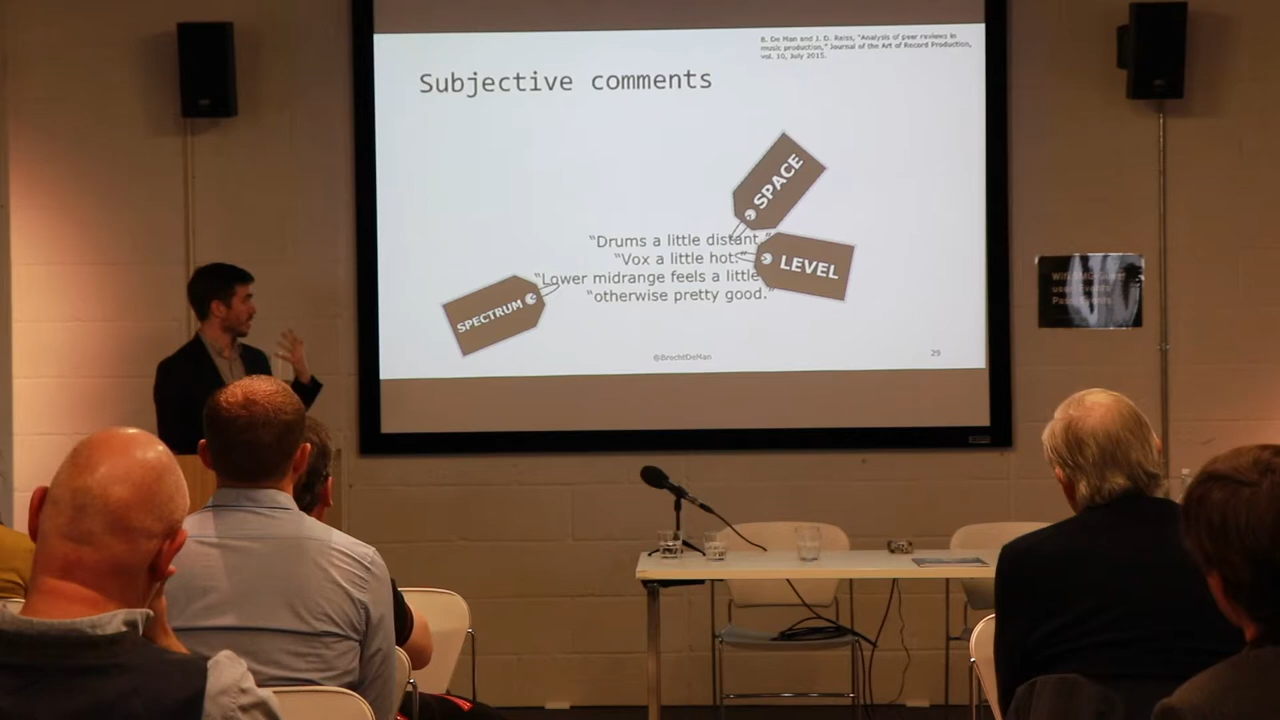 B. De Man and J. D. Reiss, "Analysis of peer reviews in
music production," Journal of the Art of Record Production,
vol. 10, July 2015.
Subjective comments
SPACE
"Drums a little distant."
"Vox a little hot."
LEVEL
"Lower midrange feels a little
"otherwise pretty good."
SPECTRUM
@BrechtDeMan
29
Past Events